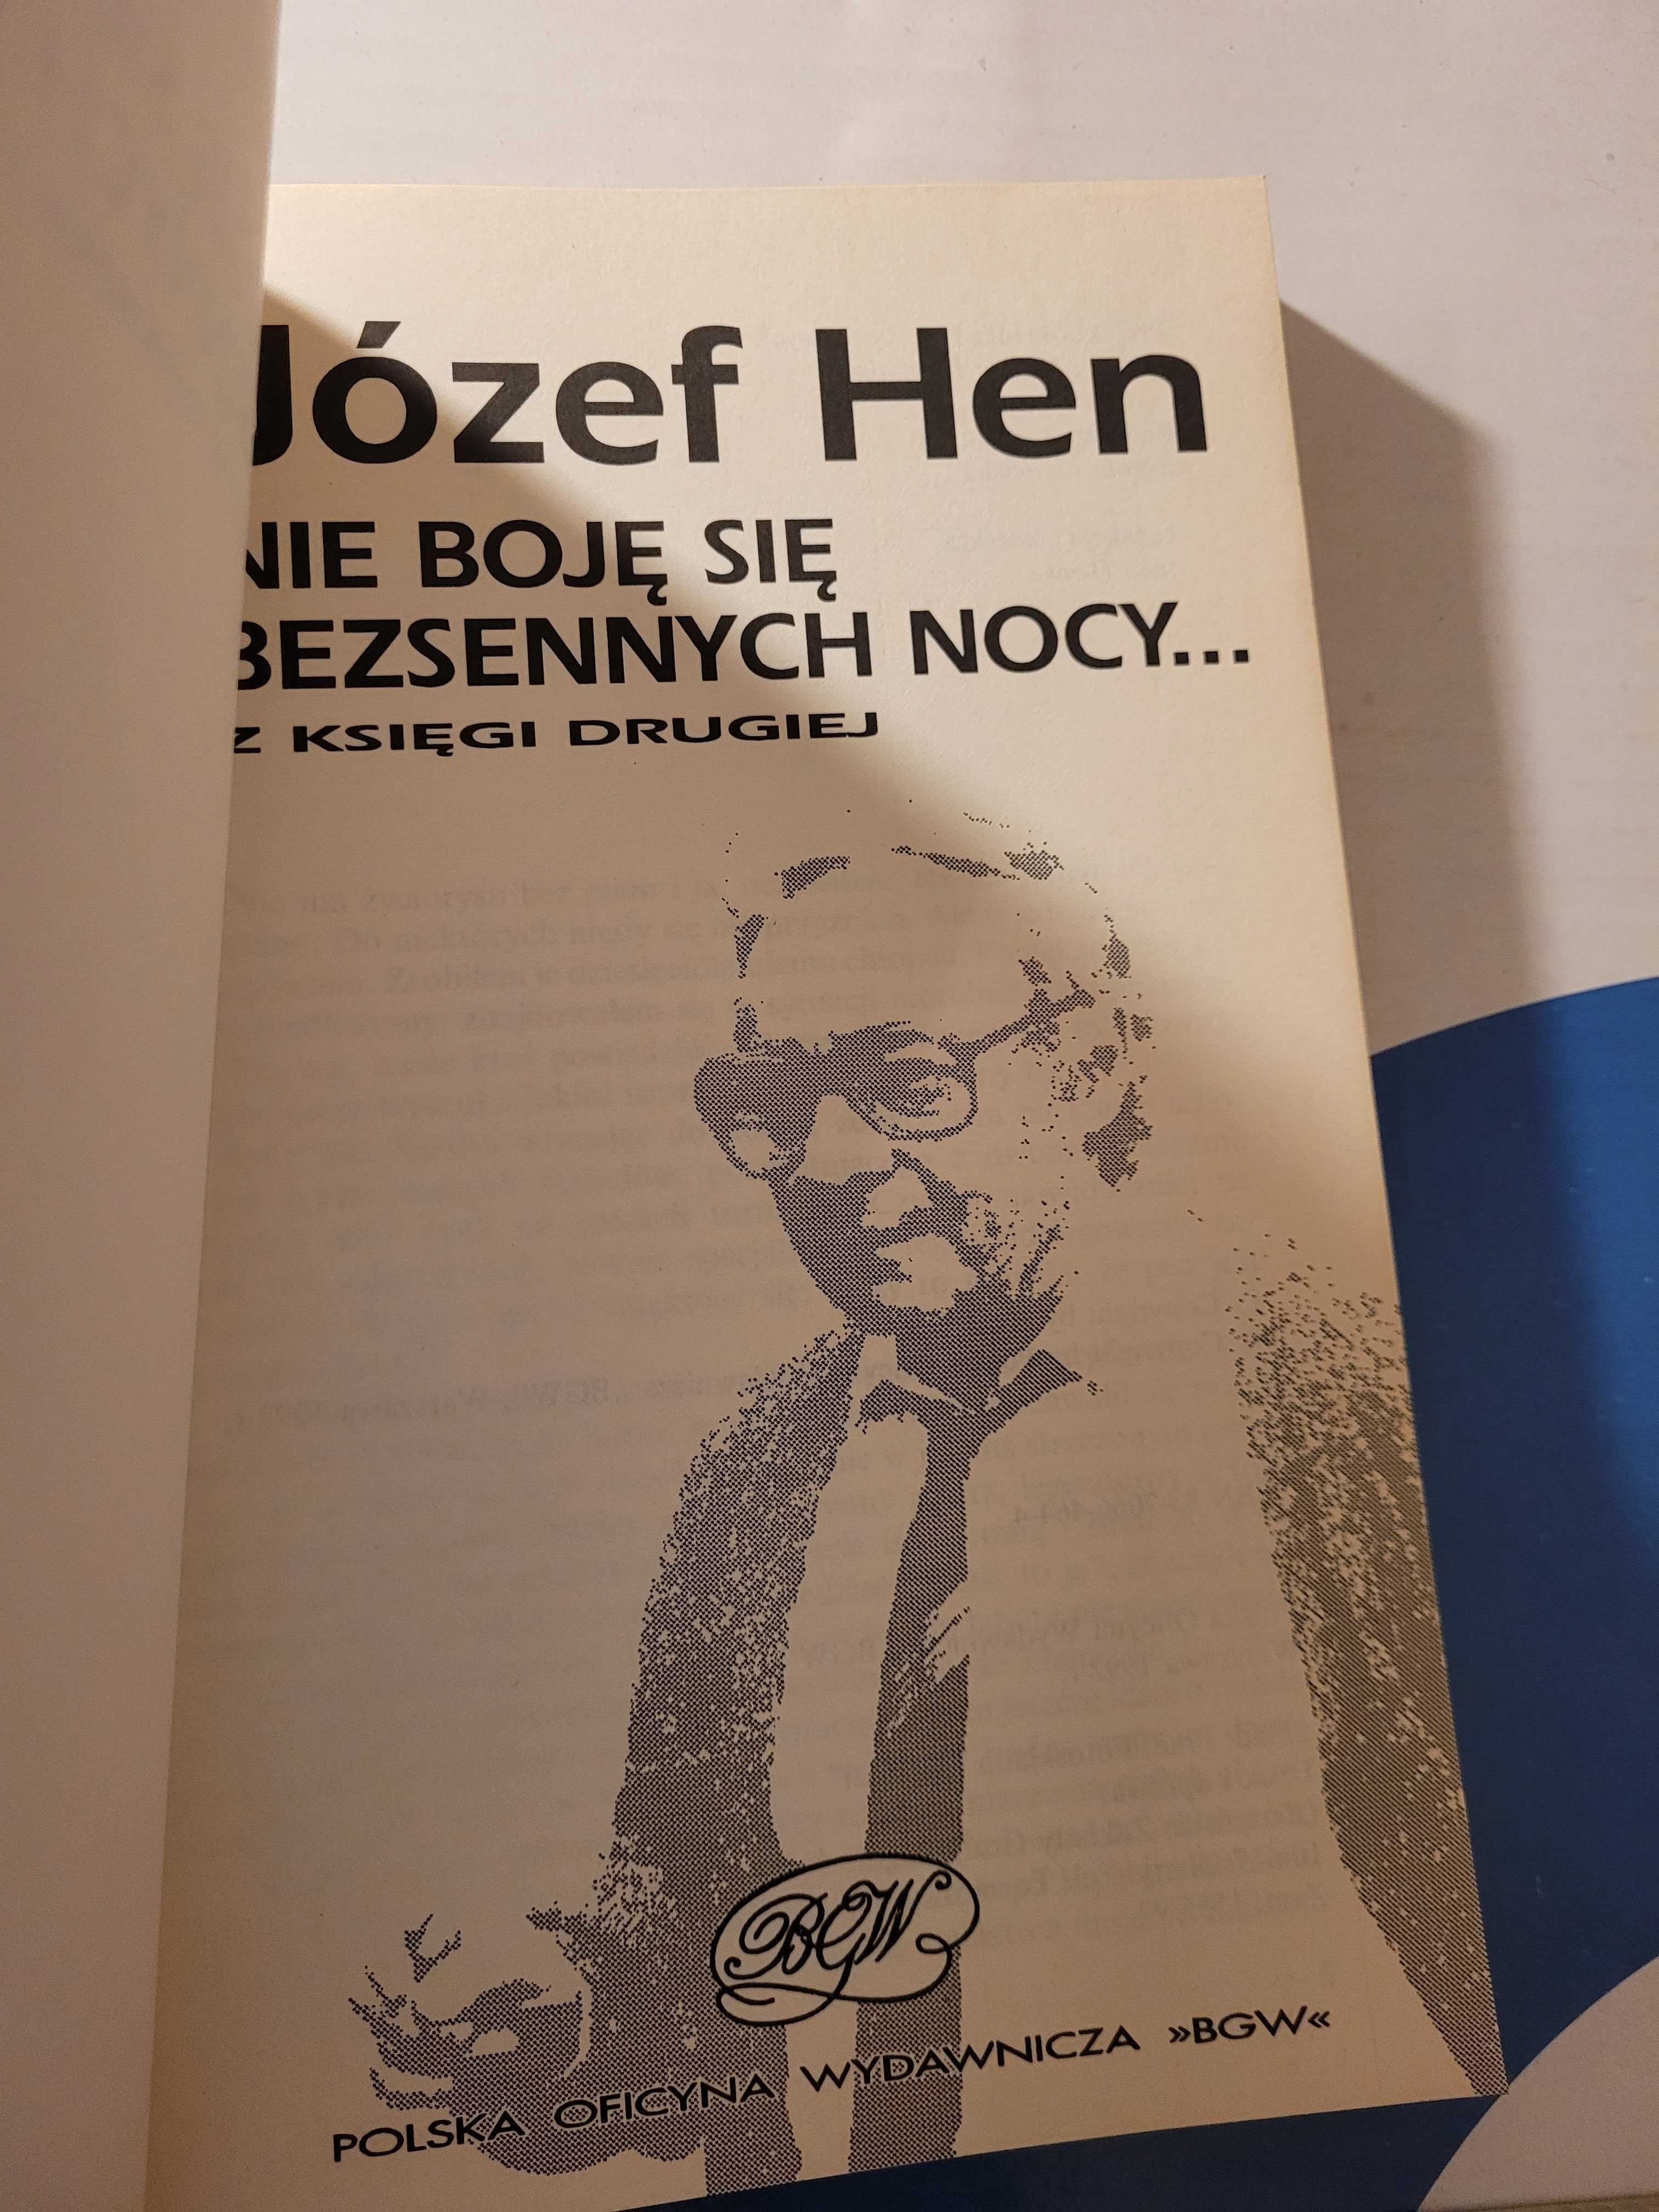 Józef Hen
NIE BOJĘ SIĘ
BEZSENNYCH NOCY...
Z KSIĘGI DRUGIEJ
BGW
POLSKA OFICYNA WYDAWNICZA »BGW«